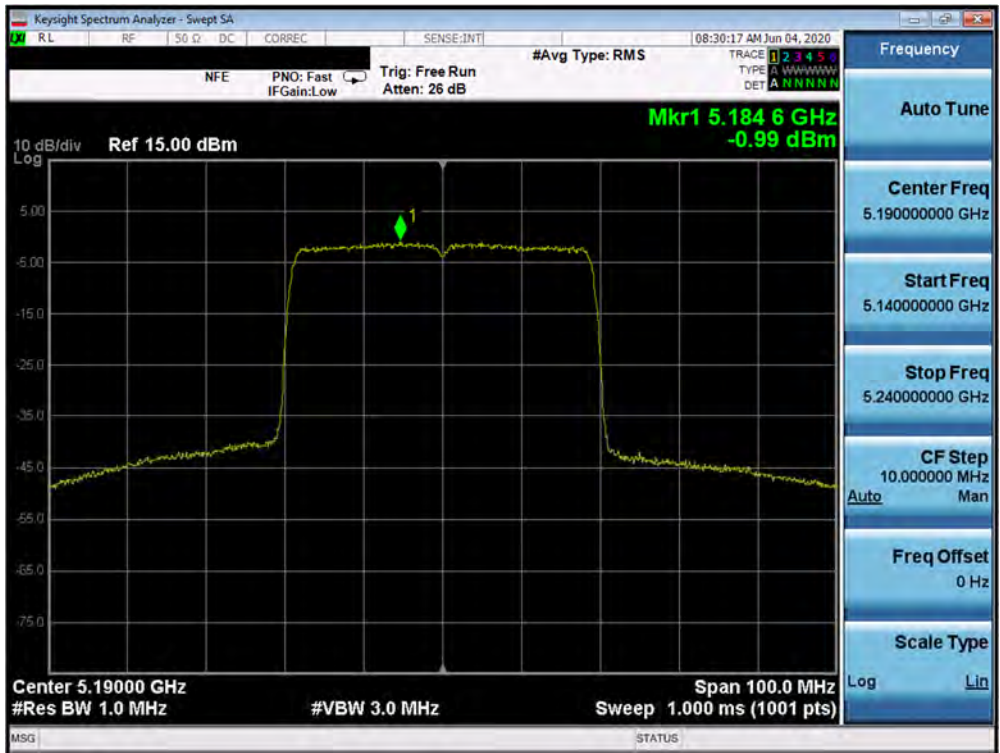 Keysight Spectrum Analyzer - Swept SA
LXI RL RF 50 Ω DC CORREC SENSE:INT 08:30:17 AM Jun 04, 2020
#Avg Type: RMS TRACE 1 2 3 4 5 6
NFE PNO: Fast Trig: Free Run TYPE A WWWWW
IFGain:Low Atten: 26 dB DET A N N N N N
Mkr1 5.184 6 GHz
-0.99 dBm
10 dB/div Ref 15.00 dBm
Log
1
5.00
-5.00
-15.0
-25.0
-35.0
-45.0
-55.0
-65.0
-75.0
Center 5.19000 GHz Span 100.0 MHz
#Res BW 1.0 MHz #VBW 3.0 MHz Sweep 1.000 ms (1001 pts)
MSG STATUS
Frequency
Auto Tune
Center Freq
5.190000000 GHz
Start Freq
5.140000000 GHz
Stop Freq
5.240000000 GHz
CF Step
10.000000 MHz
Auto Man
Freq Offset
0 Hz
Scale Type
Log Lin